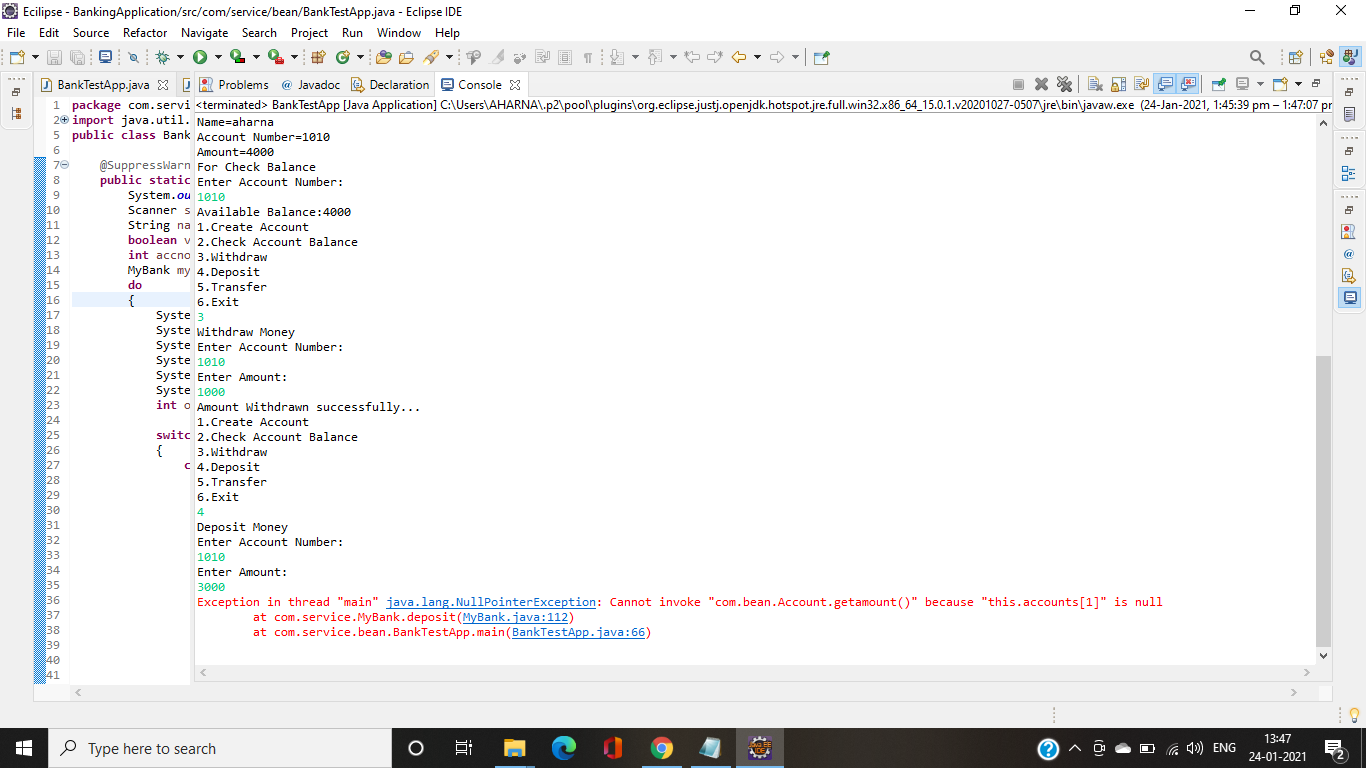 Ecilipse - BankingApplication/src/com/service/bean/BankTestApp.java - Eclipse IDE
File Edit Source Refactor Navigate Search Project Run Window Help
BankTestApp.java Problems Javadoc Declaration Console
<terminated> BankTestApp [Java Application] C:\Users\AHARNA\.p2\pool\plugins\org.eclipse.justj.openjdk.hotspot.jre.full.win32.x86_64_15.0.1.v20201027-0507\jre\bin\javaw.exe (24-Jan-2021, 1:45:39 pm – 1:47:07 pr
1 package com.servi
2 import java.util.
5 public class Bank
6
7 @SuppressWarn
8 public static
9 System.ou
10 Scanner s
11 String na
12 boolean v
13 int accno
14 MyBank my
15 do
16 {
17 Syste
18 Syste
19 Syste
20 Syste
21 Syste
22 Syste
23 int o
24
25 switc
26 {
27 c
28
29
30
31
32
33
34
35
36
37
38
39
40
41
Name=aharna
Account Number=1010
Amount=4000
For Check Balance
Enter Account Number:
1010
Available Balance:4000
1.Create Account
2.Check Account Balance
3.Withdraw
4.Deposit
5.Transfer
6.Exit
3
Withdraw Money
Enter Account Number:
1010
Enter Amount:
1000
Amount Withdrawn successfully...
1.Create Account
2.Check Account Balance
3.Withdraw
4.Deposit
5.Transfer
6.Exit
4
Deposit Money
Enter Account Number:
1010
Enter Amount:
3000
Exception in thread "main" java.lang.NullPointerException: Cannot invoke "com.bean.Account.getamount()" because "this.accounts[1]" is null
at com.service.MyBank.deposit(MyBank.java:112)
at com.service.bean.BankTestApp.main(BankTestApp.java:66)
Type here to search
ENG
13:47
24-01-2021
2